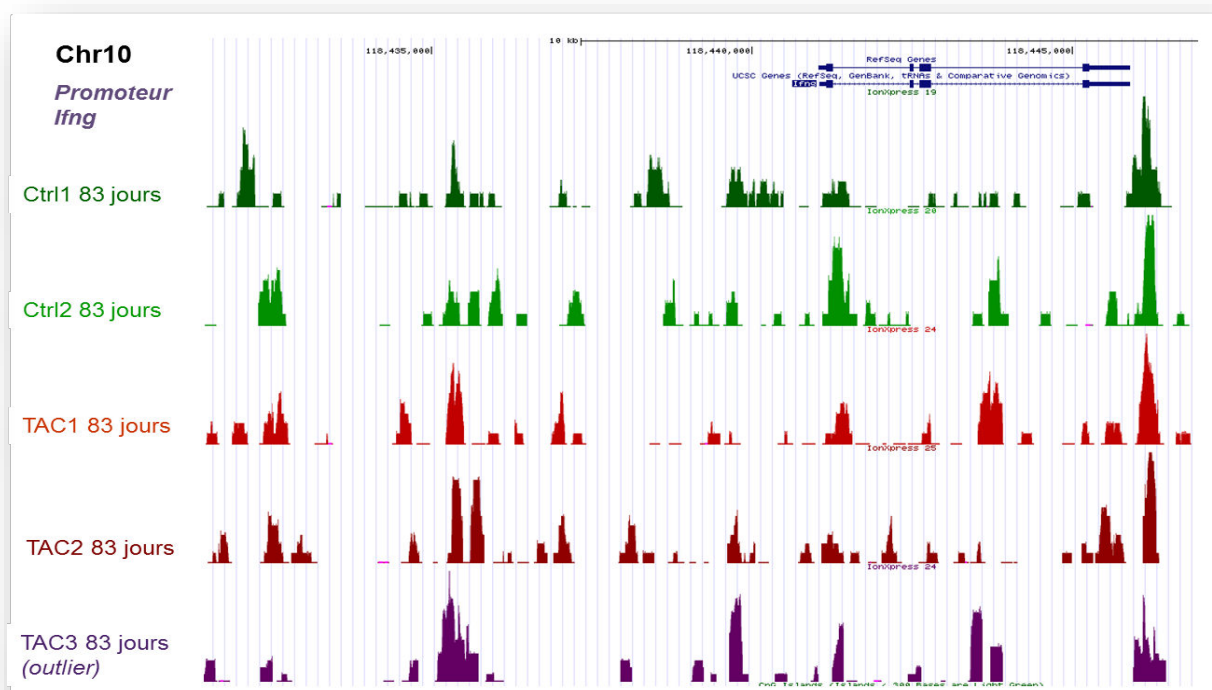 Chr10
Promoteur
Ifng
10 kb
118,435,000
118,440,000
118,445,000
RefSeq Genes
UCSC Genes (RefSeq, GenBank, tRNAs & Comparative Genomics)
Ifng
IonXpress 19
Ctrl1 83 jours
IonXpress 20
Ctrl2 83 jours
IonXpress 24
TAC1 83 jours
IonXpress 25
TAC2 83 jours
IonXpress 24
TAC3 83 jours
(outlier)
CpG Islands (Islands < 300 Bases are Light Green)